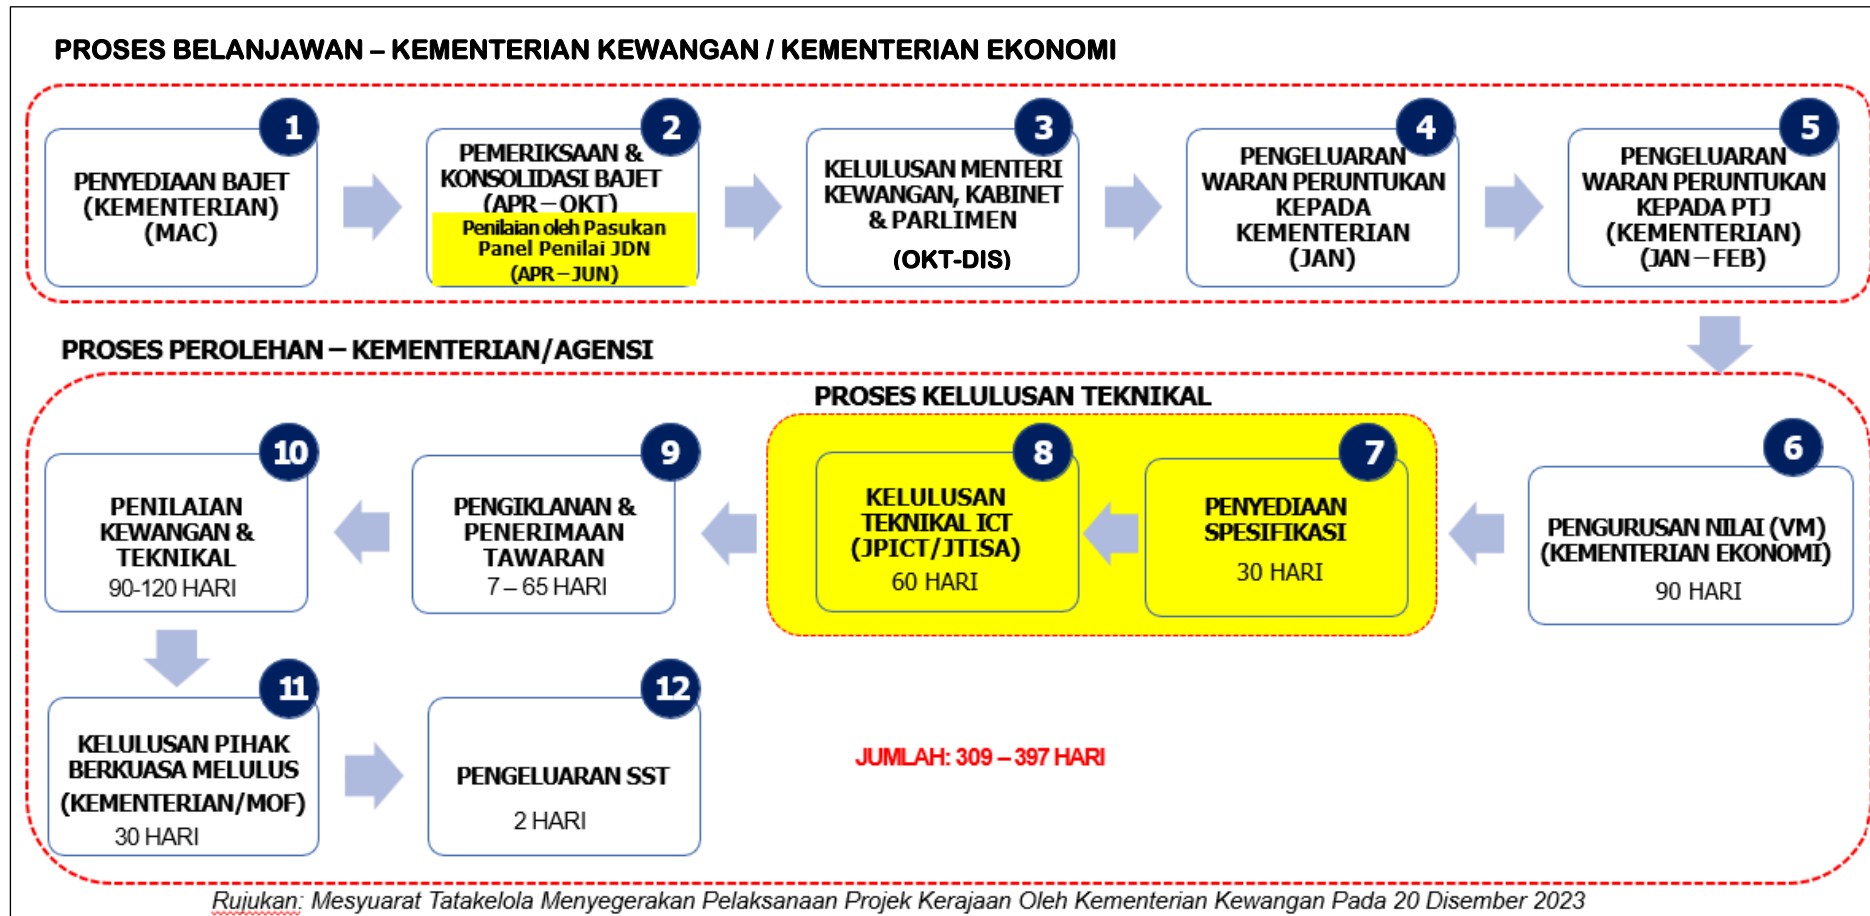 PROSES BELANJAWAN – KEMENTERIAN KEWANGAN / KEMENTERIAN EKONOMI
1
PENYEDIAAN BAJET
(KEMENTERIAN)
(MAC)
2
PEMERIKSAAN &
KONSOLIDASI BAJET
(APR – OKT)
Penilaian oleh Pasukan
Panel Penilai JDN
(APR – JUN)
3
KELULUSAN MENTERI
KEWANGAN, KABINET
& PARLIMEN
(OKT-DIS)
4
PENGELUARAN
WARAN PERUNTUKAN
KEPADA
KEMENTERIAN
(JAN)
5
PENGELUARAN
WARAN PERUNTUKAN
KEPADA PTJ
(KEMENTERIAN)
(JAN – FEB)
PROSES PEROLEHAN – KEMENTERIAN/AGENSI
PROSES KELULUSAN TEKNIKAL
6
PENGURUSAN NILAI (VM)
(KEMENTERIAN EKONOMI)
90 HARI
7
PENYEDIAAN
SPESIFIKASI
30 HARI
8
KELULUSAN
TEKNIKAL ICT
(JPICT/JTISA)
60 HARI
9
PENGIKLANAN &
PENERIMAAN
TAWARAN
7 – 65 HARI
10
PENILAIAN
KEWANGAN &
TEKNIKAL
90-120 HARI
11
KELULUSAN PIHAK
BERKUASA MELULUS
(KEMENTERIAN/MOF)
30 HARI
12
PENGELUARAN SST
2 HARI
JUMLAH: 309 – 397 HARI
Rujukan: Mesyuarat Tatakelola Menyegerakan Pelaksanaan Projek Kerajaan Oleh Kementerian Kewangan Pada 20 Disember 2023